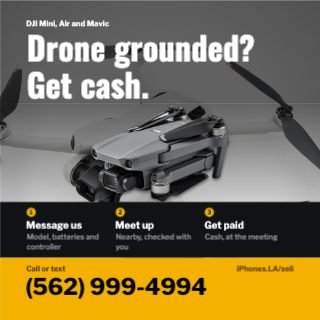 DJI Mini, Air and Mavic
Drone grounded?
Get cash.
1
Message us
Model, batteries and
controller
2
Meet up
Nearby, checked with
you
3
Get paid
Cash, at the meeting
Call or text
iPhones.LA/sell
(562) 999-4994